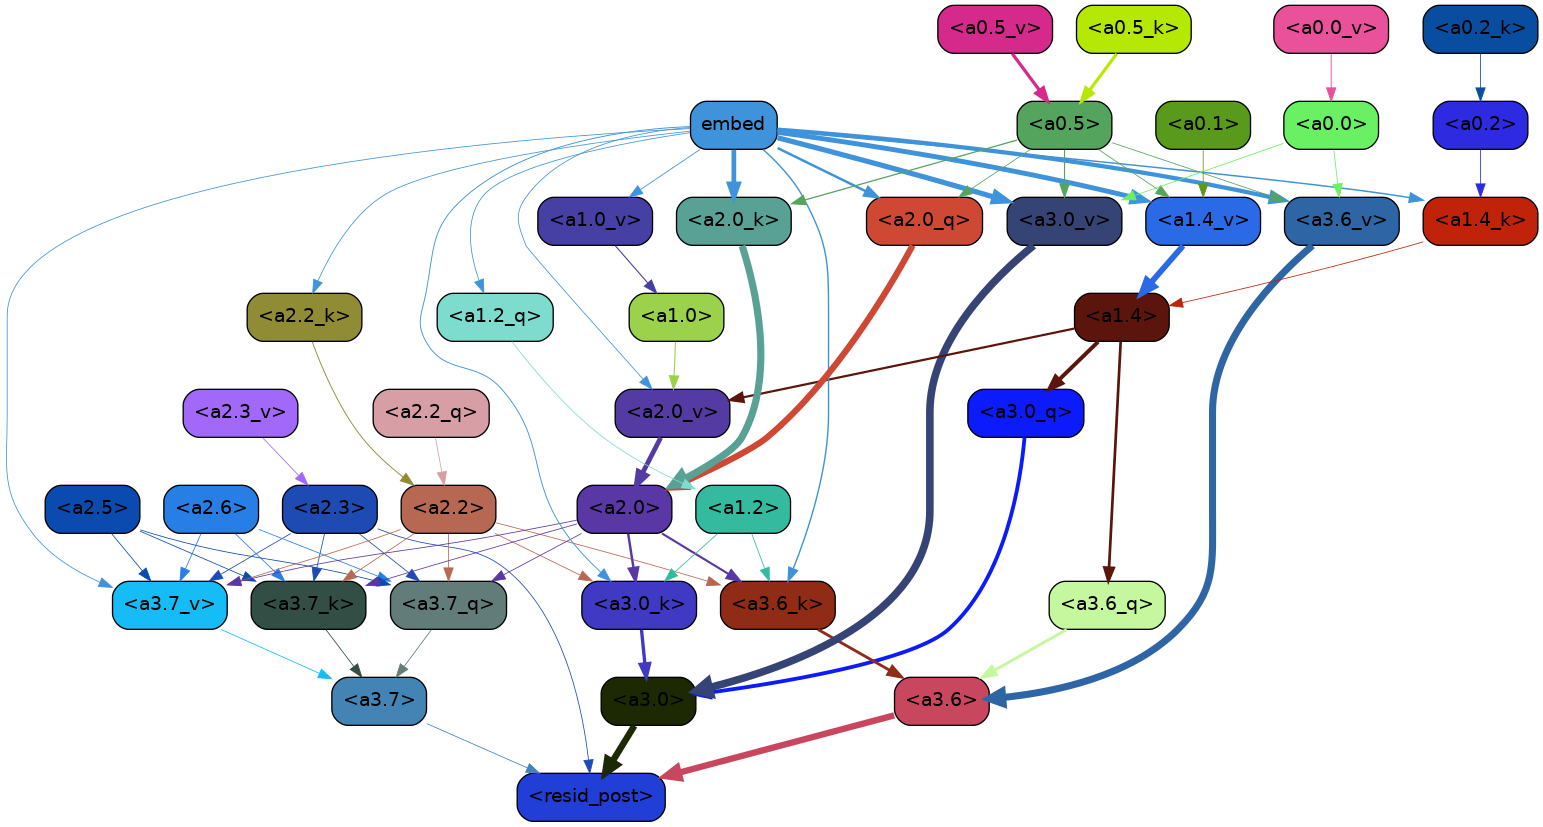 <a0.5_v> <a0.5_k> <a0.0_v> <a0.2_k>
embed <a0.5> <a0.1> <a0.0> <a0.2>
<a1.0_v> <a2.0_k> <a2.0_q> <a3.0_v> <a1.4_v> <a3.6_v> <a1.4_k>
<a2.2_k> <a1.2_q> <a1.0> <a1.4>
<a2.3_v> <a2.2_q> <a2.0_v> <a3.0_q>
<a2.5> <a2.6> <a2.3> <a2.2> <a2.0> <a1.2>
<a3.7_v> <a3.7_k> <a3.7_q> <a3.0_k> <a3.6_k> <a3.6_q>
<a3.7> <a3.0> <a3.6>
<resid_post>